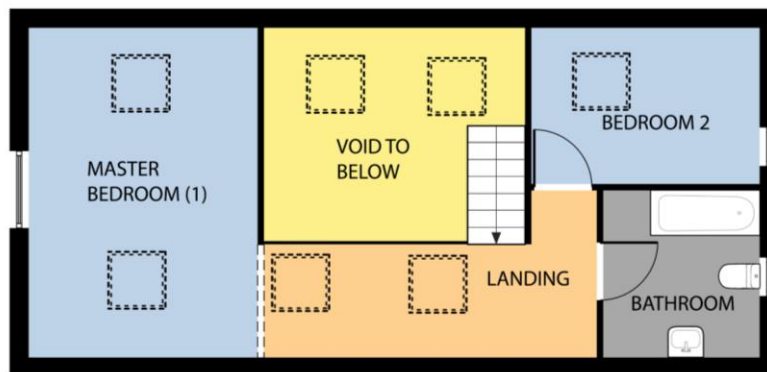 MASTER
BEDROOM (1)
VOID TO
BELOW
BEDROOM 2
LANDING
BATHROOM